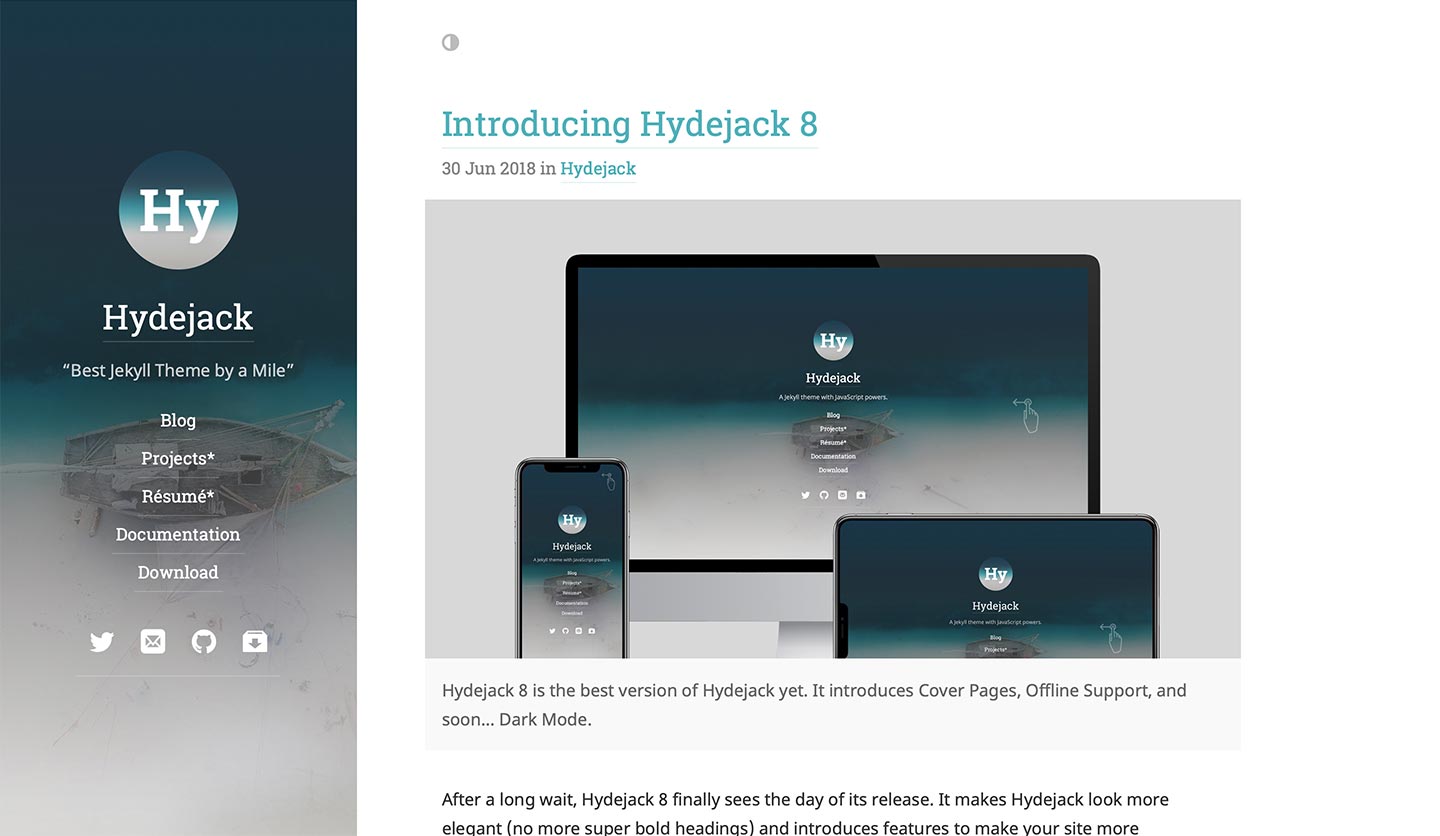 Hy
Hydejack
“Best Jekyll Theme by a Mile”
Blog
Projects*
Résumé*
Documentation
Download
Introducing Hydejack 8
30 Jun 2018 in Hydejack
Hy
Hydejack
A Jekyll theme with JavaScript powers.
Blog
Projects*
Résumé*
Documentation
Download
Hy
Hydejack
A Jekyll theme with JavaScript powers.
Blog
Projects*
Résumé*
Documentation
Download
Hy
Hydejack
A Jekyll theme with JavaScript powers.
Blog
Projects*
Hydejack 8 is the best version of Hydejack yet. It introduces Cover Pages, Offline Support, and
soon… Dark Mode.
After a long wait, Hydejack 8 finally sees the day of its release. It makes Hydejack look more
elegant (no more super bold headings) and introduces features to make your site more